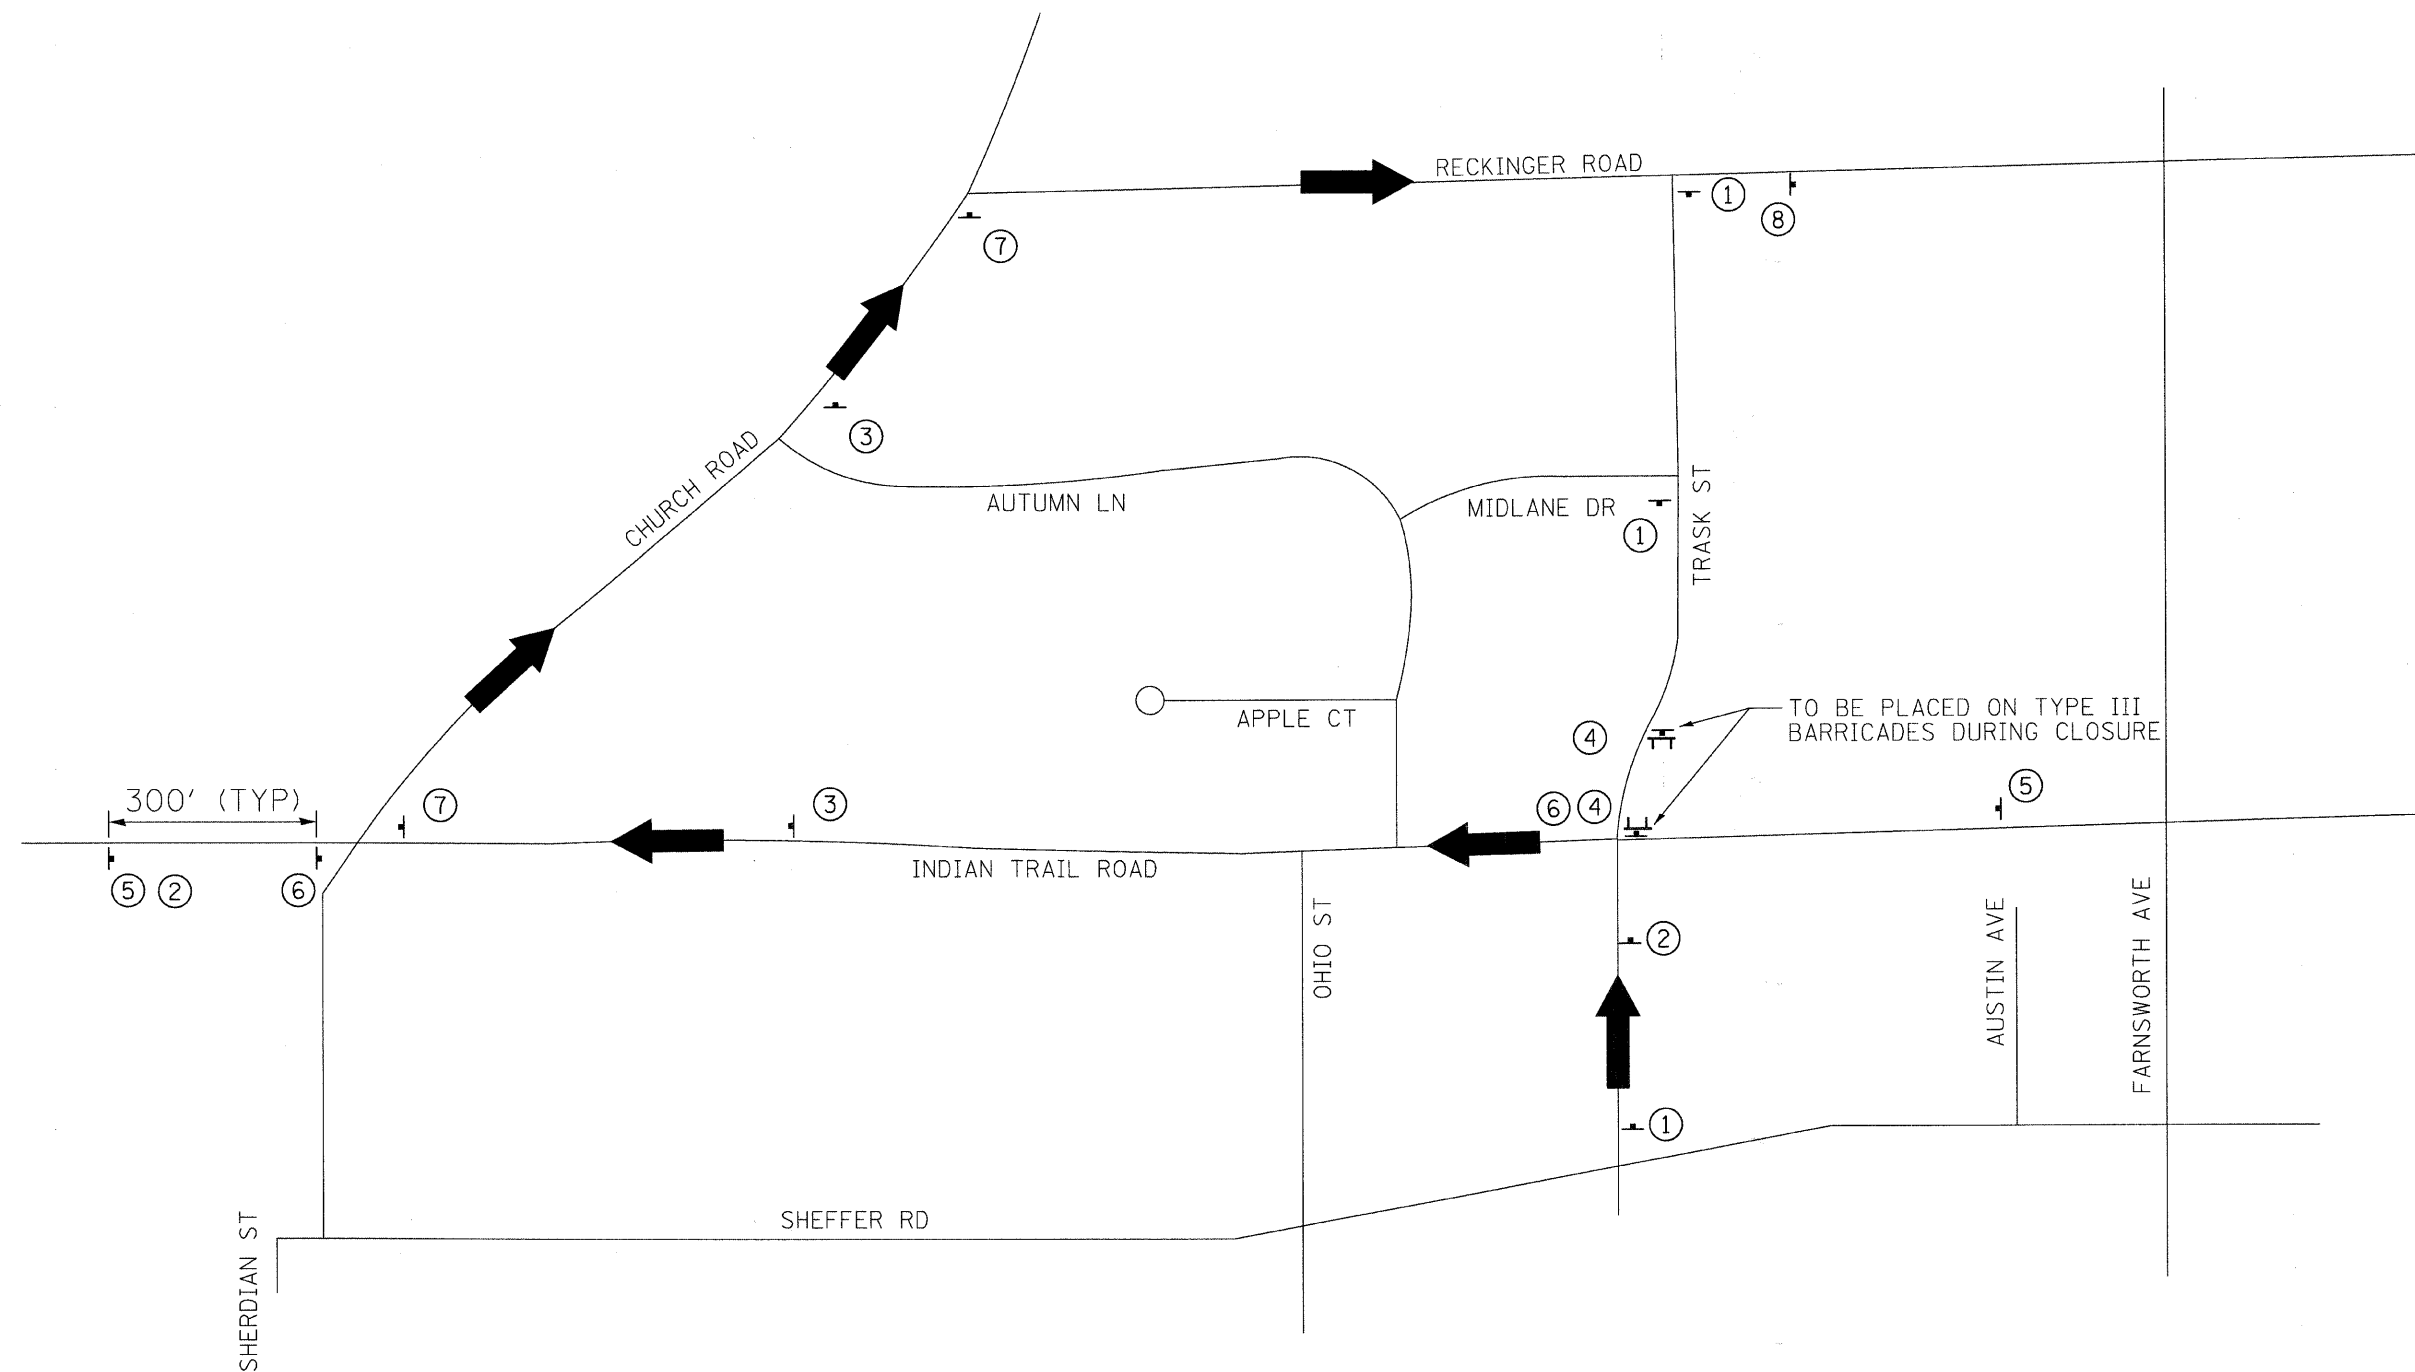 RECKINGER ROAD
1
8
7
3
CHURCH ROAD
AUTUMN LN
MIDLANE DR
1
TRASK ST
APPLE CT
TO BE PLACED ON TYPE III
BARRICADES DURING CLOSURE
4
300' (TYP)
7
3
6 4
5
INDIAN TRAIL ROAD
5 2
6
OHIO ST
2
AUSTIN AVE
FARNSWORTH AVE
1
SHEFFER RD
SHERDIAN ST